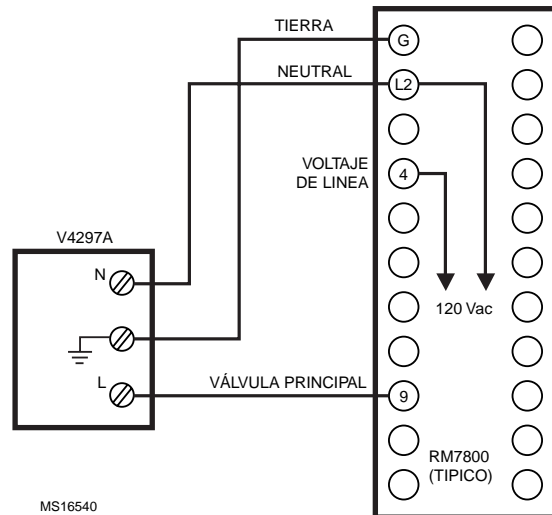 TIERRA
G
NEUTRAL
L2
VOLTAJE
DE LINEA
4
V4297A
N
120 Vac
L
VÁLVULA PRINCIPAL
9
RM7800
(TIPICO)
MS16540